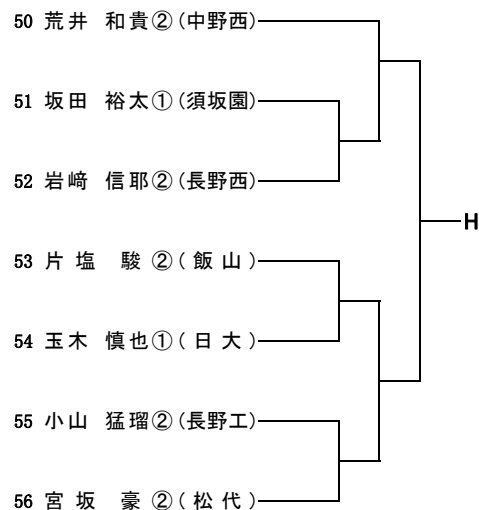 50 荒井 和貴②(中野西)
51 坂田 裕太①(須坂園)
52 岩﨑 信耶②(長野西)
H
53 片塩 駿②(飯山)
54 玉木 慎也①(日大)
55 小山 猛瑠②(長野工)
56 宮坂 豪②(松代)